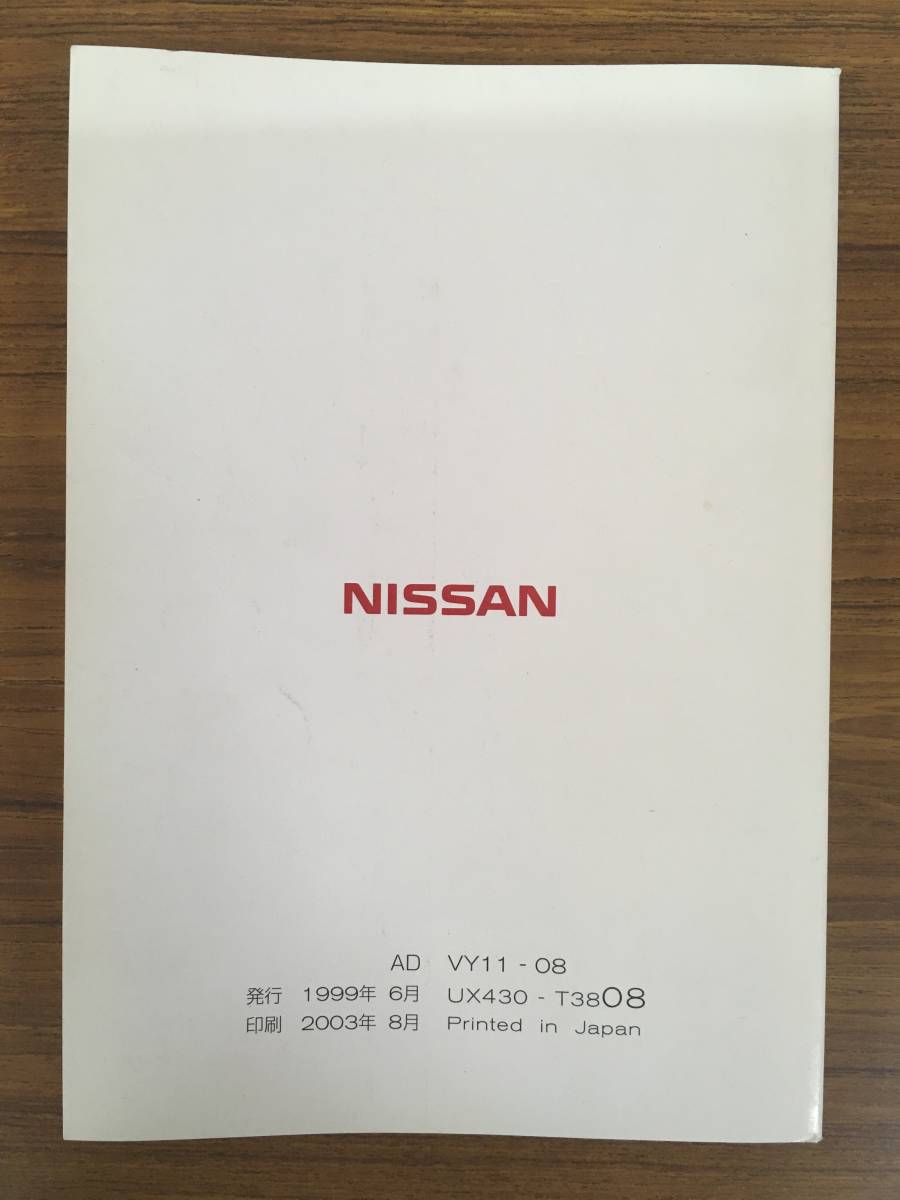 NISSAN
AD VY11 - 08
発行 1999年 6月 UX430 - T3808
印刷 2003年 8月 Printed in Japan